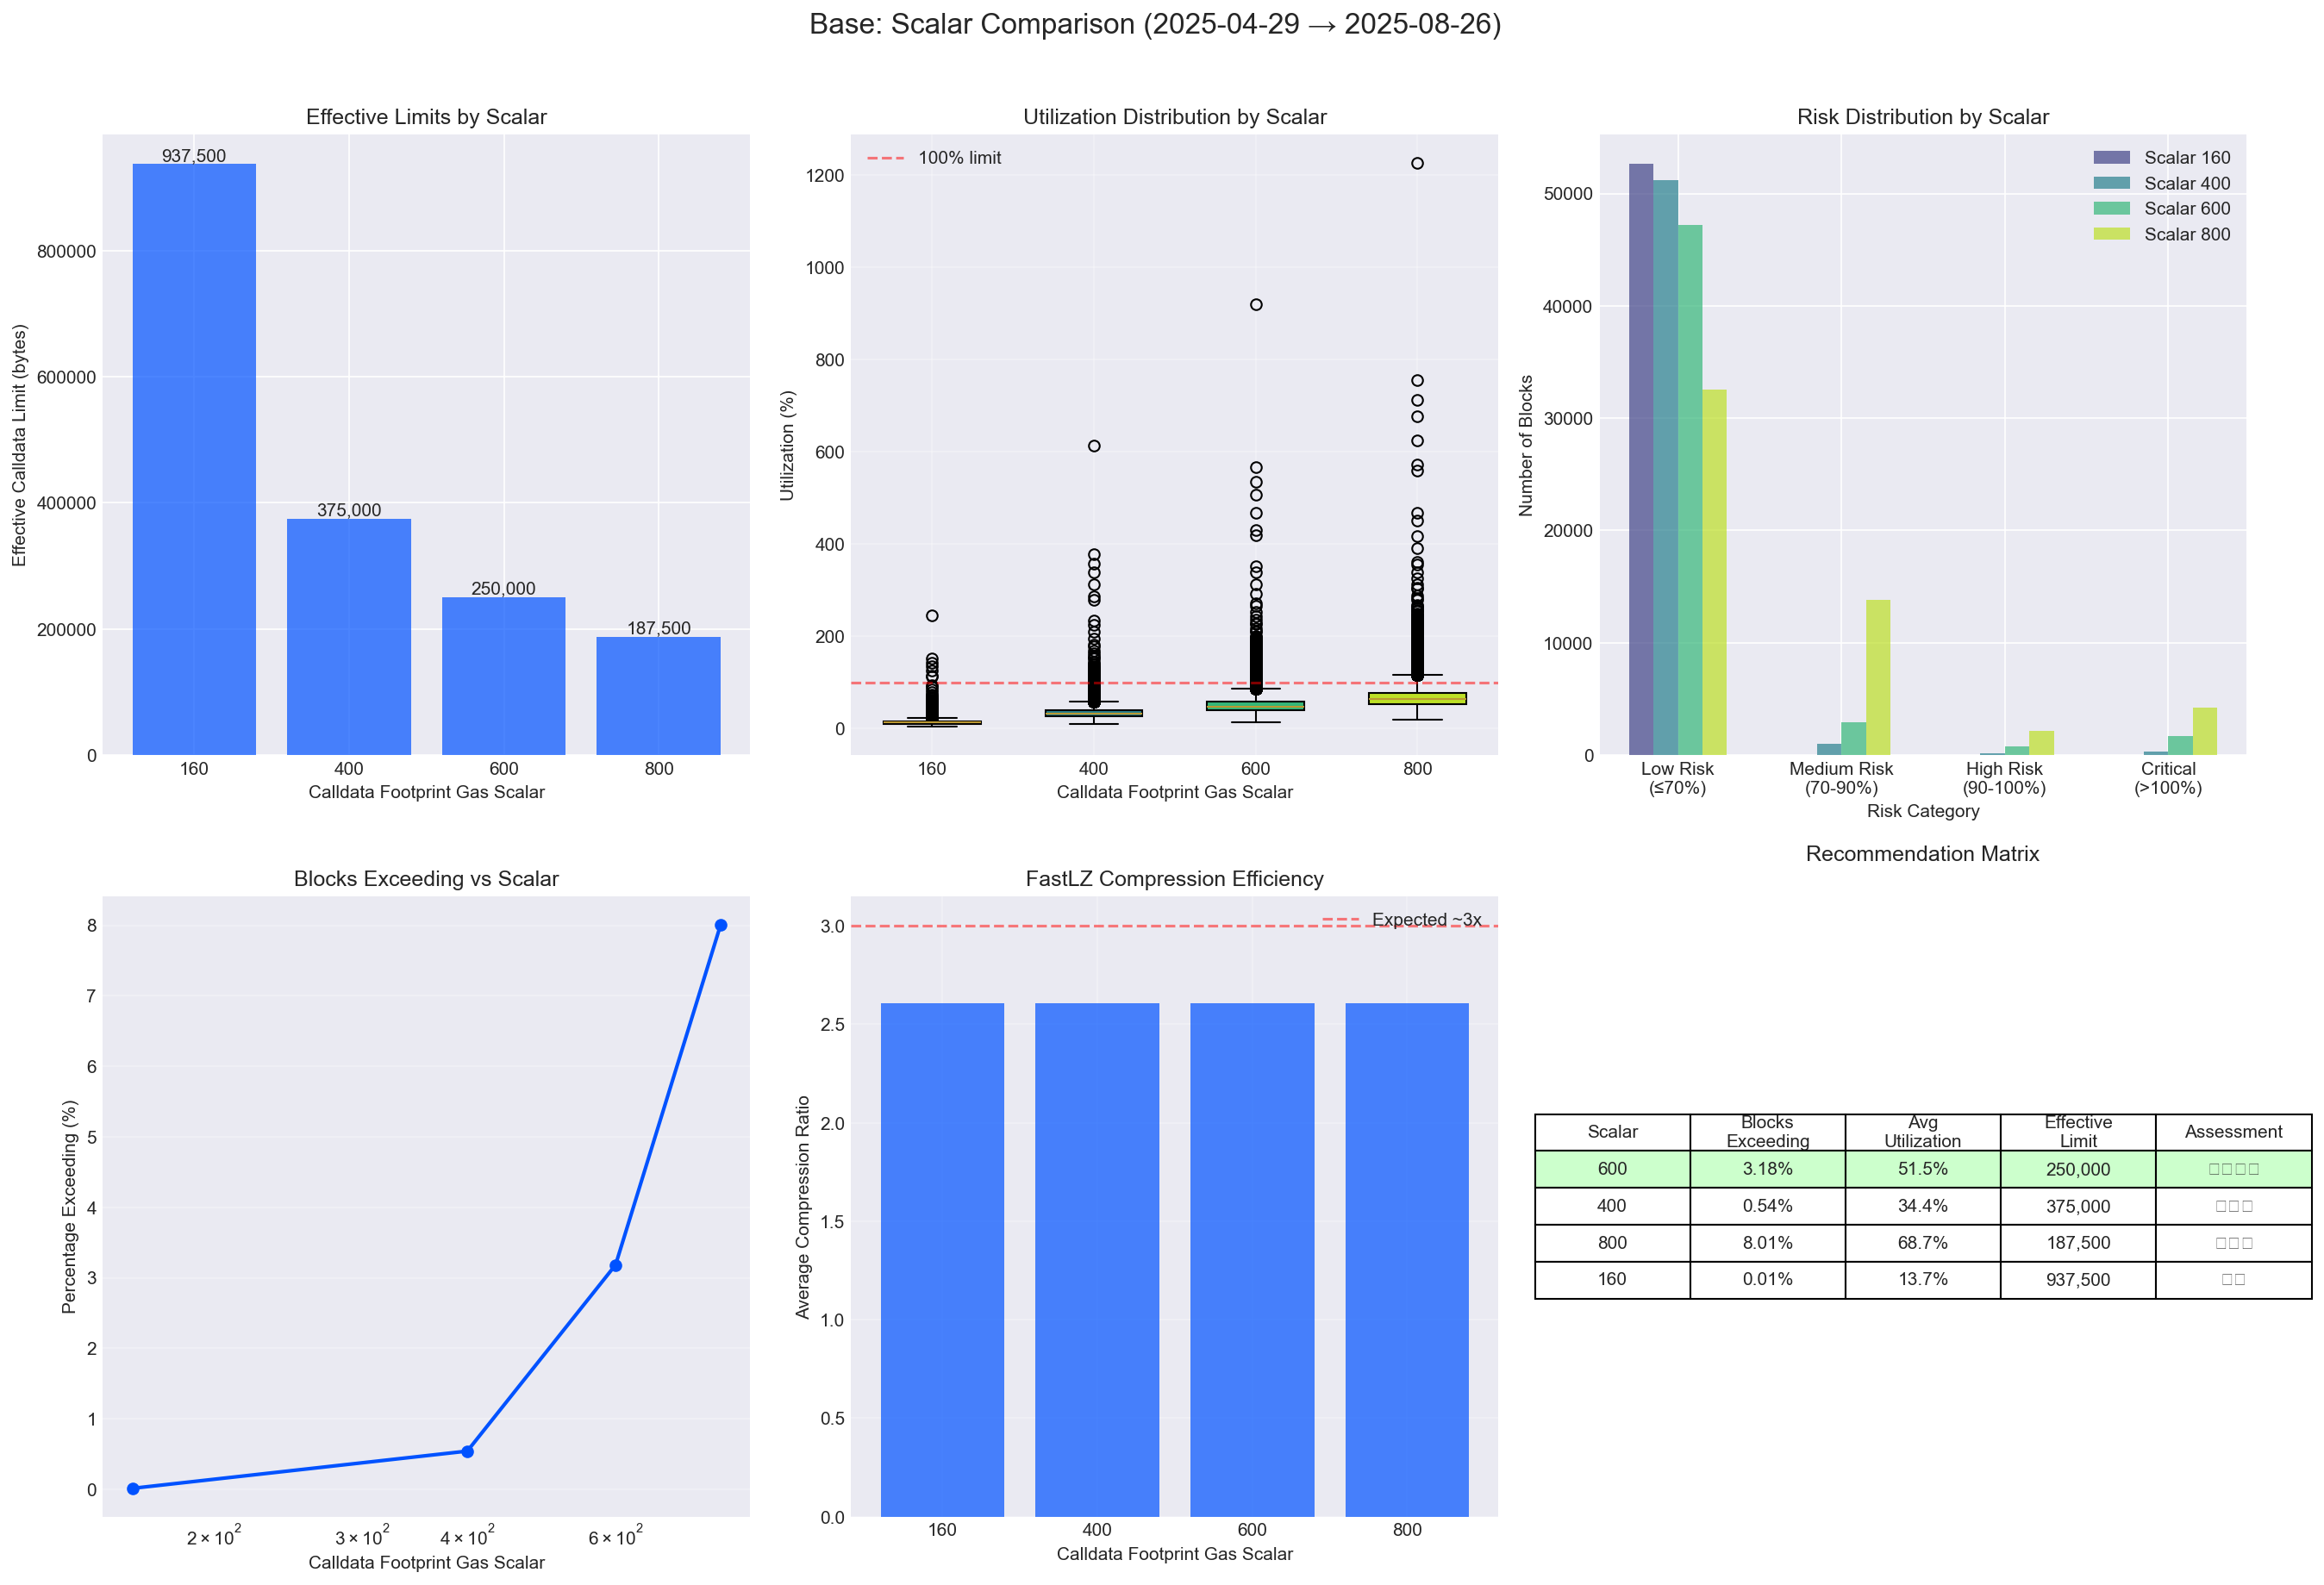 Base: Scalar Comparison (2025-04-29 → 2025-08-26)
Effective Limits by Scalar
937,500
375,000
250,000
187,500
800000
600000
400000
200000
0
160
400
600
800
Effective Calldata Limit (bytes)
Calldata Footprint Gas Scalar
Utilization Distribution by Scalar
100% limit
1200
1000
800
600
400
200
0
160
400
600
800
Utilization (%)
Calldata Footprint Gas Scalar
Risk Distribution by Scalar
Scalar 160
Scalar 400
Scalar 600
Scalar 800
50000
40000
30000
20000
10000
0
Number of Blocks
Low Risk
(≤70%)
Medium Risk
(70-90%)
High Risk
(90-100%)
Critical
(>100%)
Risk Category
Blocks Exceeding vs Scalar
8
7
6
5
4
3
2
1
0
Percentage Exceeding (%)
2 × 10²
3 × 10²
4 × 10²
6 × 10²
Calldata Footprint Gas Scalar
FastLZ Compression Efficiency
Expected ~3x
3.0
2.5
2.0
1.5
1.0
0.5
0.0
Average Compression Ratio
160
400
600
800
Calldata Footprint Gas Scalar
Recommendation Matrix
Scalar
Blocks
Exceeding
Avg
Utilization
Effective
Limit
Assessment
600 3.18% 51.5% 250,000
400 0.54% 34.4% 375,000
800 8.01% 68.7% 187,500
160 0.01% 13.7% 937,500